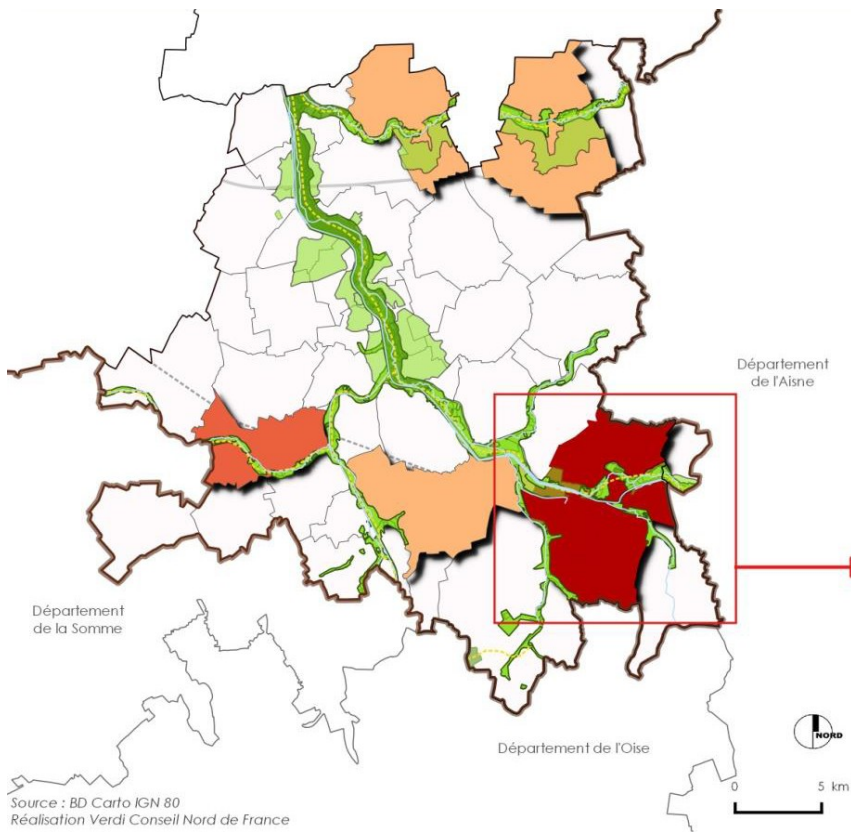 Département
de l'Aisne
Département
de la Somme
Département de l'Oise
NORD
0 5 km
Source : BD Carto IGN 80
Réalisation Verdi Conseil Nord de France